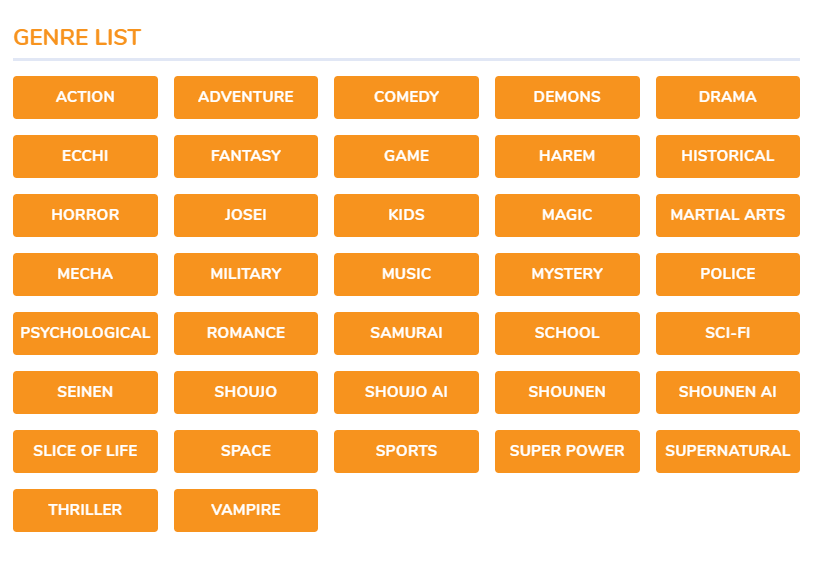 GENRE LIST
ACTION ADVENTURE COMEDY DEMONS DRAMA
ECCHI FANTASY GAME HAREM HISTORICAL
HORROR JOSEI KIDS MAGIC MARTIAL ARTS
MECHA MILITARY MUSIC MYSTERY POLICE
PSYCHOLOGICAL ROMANCE SAMURAI SCHOOL SCI-FI
SEINEN SHOUJO SHOUJO AI SHOUNEN SHOUNEN AI
SLICE OF LIFE SPACE SPORTS SUPER POWER SUPERNATURAL
THRILLER VAMPIRE